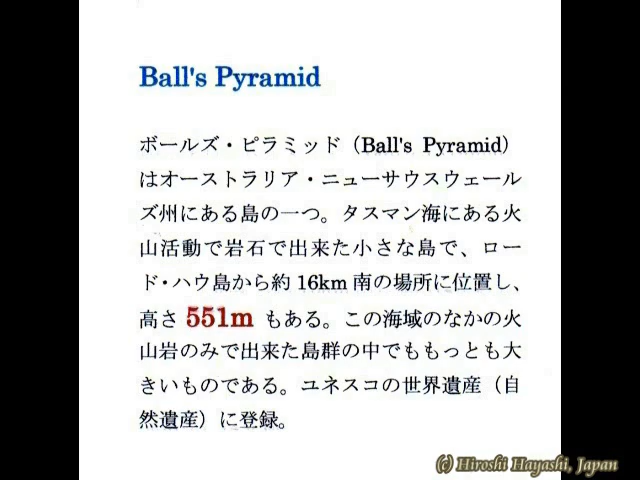 Ball's Pyramid
ボールズ・ピラミッド（Ball's Pyramid）
はオーストラリア・ニューサウスウェール
ズ州にある島の一つ。タスマン海にある火
山活動で岩石で出来た小さな島で、ロー
ド・ハウ島から約 16km 南の場所に位置し、
高さ 551m もある。この海域のなかの火
山岩のみで出来た島群の中でももっとも大
きいものである。ユネスコの世界遺産（自
然遺産）に登録。
(c) Hiroshi Hayashi, Japan